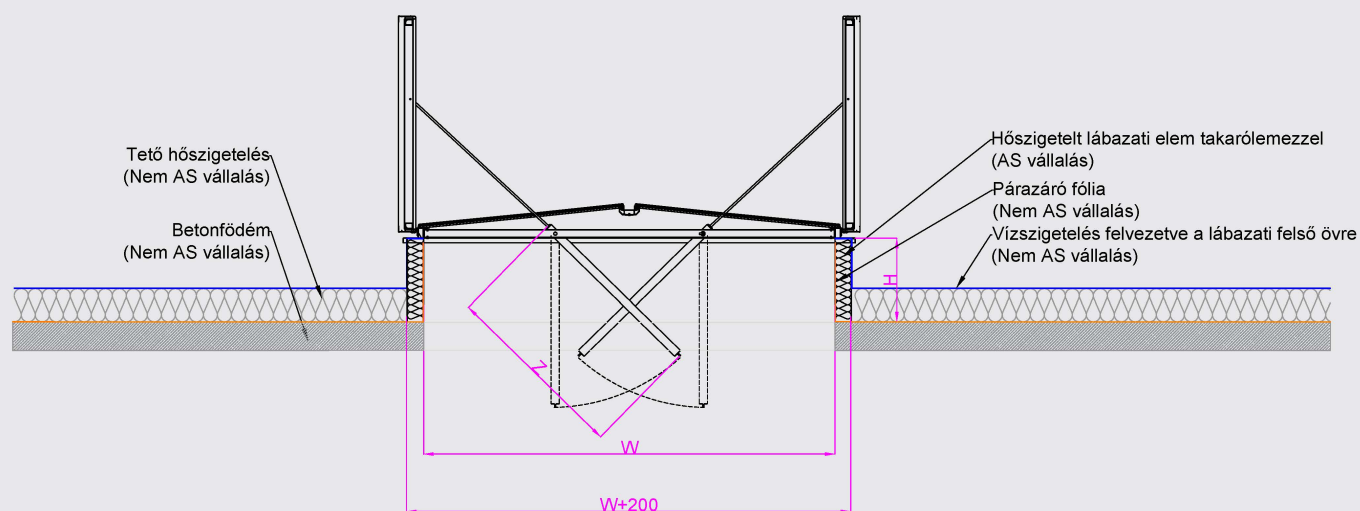 Tető hőszigetelés
(Nem AS vállalás)
Betonfödém
(Nem AS vállalás)
Hőszigetelt lábazati elem takarólemezzel
(AS vállalás)
Párazáró fólia
(Nem AS vállalás)
Vízszigetelés felvezetve a lábazati felső övre
(Nem AS vállalás)
H
Z
W
W+200